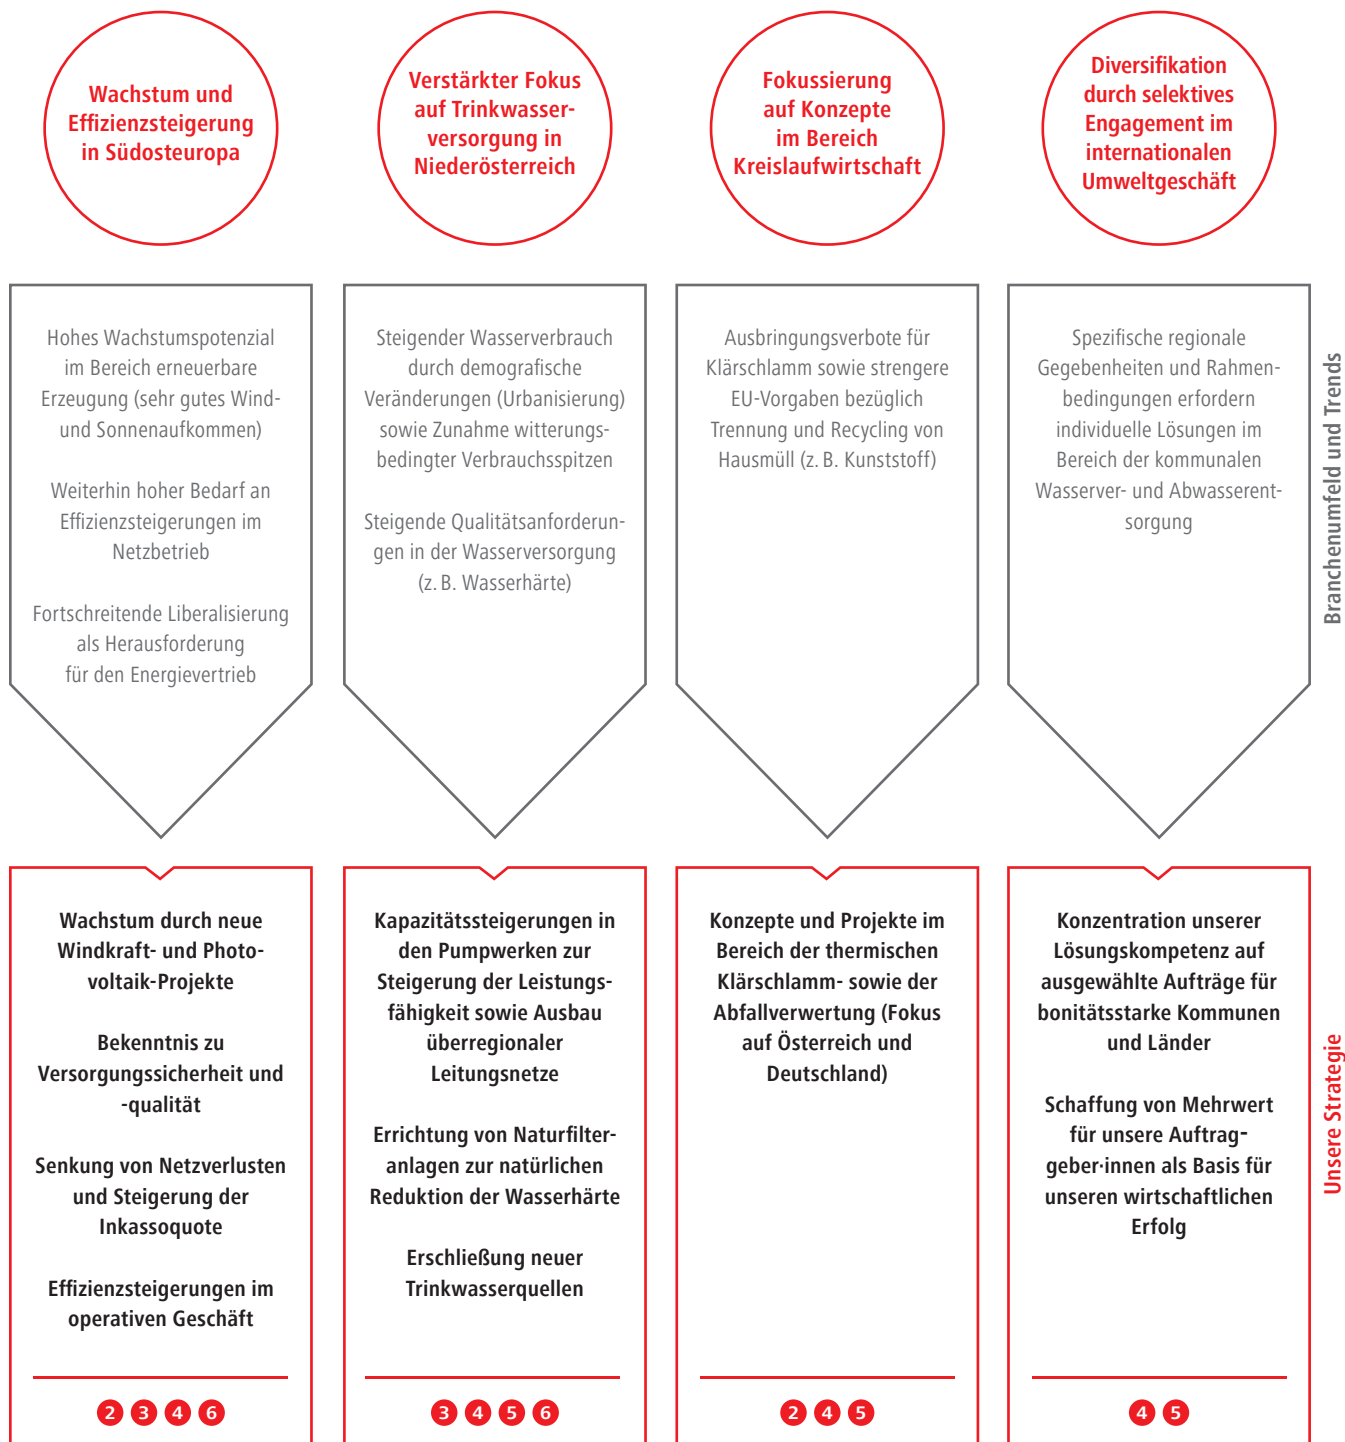 Wachstum und
Effizienzsteigerung
in Südosteuropa
Verstärkter Fokus
auf Trinkwasser-
versorgung in
Niederösterreich
Fokussierung
auf Konzepte
im Bereich
Kreislaufwirtschaft
Diversifikation
durch selektives
Engagement im
internationalen
Umweltgeschäft
Hohes Wachstumspotenzial
im Bereich erneuerbare
Erzeugung (sehr gutes Wind-
und Sonnenaufkommen)
Weiterhin hoher Bedarf an
Effizienzsteigerungen im
Netzbetrieb
Fortschreitende Liberalisierung
als Herausforderung
für den Energievertrieb
Steigender Wasserverbrauch
durch demografische
Veränderungen (Urbanisierung)
sowie Zunahme witterungs-
bedingter Verbrauchsspitzen
Steigende Qualitätsanforderun-
gen in der Wasserversorgung
(z. B. Wasserhärte)
Ausbringungsverbote für
Klärschlamm sowie strengere
EU-Vorgaben bezüglich
Trennung und Recycling von
Hausmüll (z. B. Kunststoff)
Spezifische regionale
Gegebenheiten und Rahmen-
bedingungen erfordern
individuelle Lösungen im
Bereich der kommunalen
Wasserver- und Abwasserent-
sorgung
Branchenumfeld und Trends
Wachstum durch neue
Windkraft- und Photo-
voltaik-Projekte
Bekenntnis zu
Versorgungssicherheit und
-qualität
Senkung von Netzverlusten
und Steigerung der
Inkassoquote
Effizienzsteigerungen im
operativen Geschäft
2 3 4 6
Kapazitätssteigerungen in
den Pumpwerken zur
Steigerung der Leistungs-
fähigkeit sowie Ausbau
überregionaler
Leitungsnetze
Errichtung von Naturfilter-
anlagen zur natürlichen
Reduktion der Wasserhärte
Erschließung neuer
Trinkwasserquellen
3 4 5 6
Konzepte und Projekte im
Bereich der thermischen
Klärschlamm- sowie der
Abfallverwertung (Fokus
auf Österreich und
Deutschland)
2 4 5
Konzentration unserer
Lösungskompetenz auf
ausgewählte Aufträge für
bonitätsstarke Kommunen
und Länder
Schaffung von Mehrwert
für unsere Auftrag-
geber·innen als Basis für
unseren wirtschaftlichen
Erfolg
4 5
Unsere Strategie